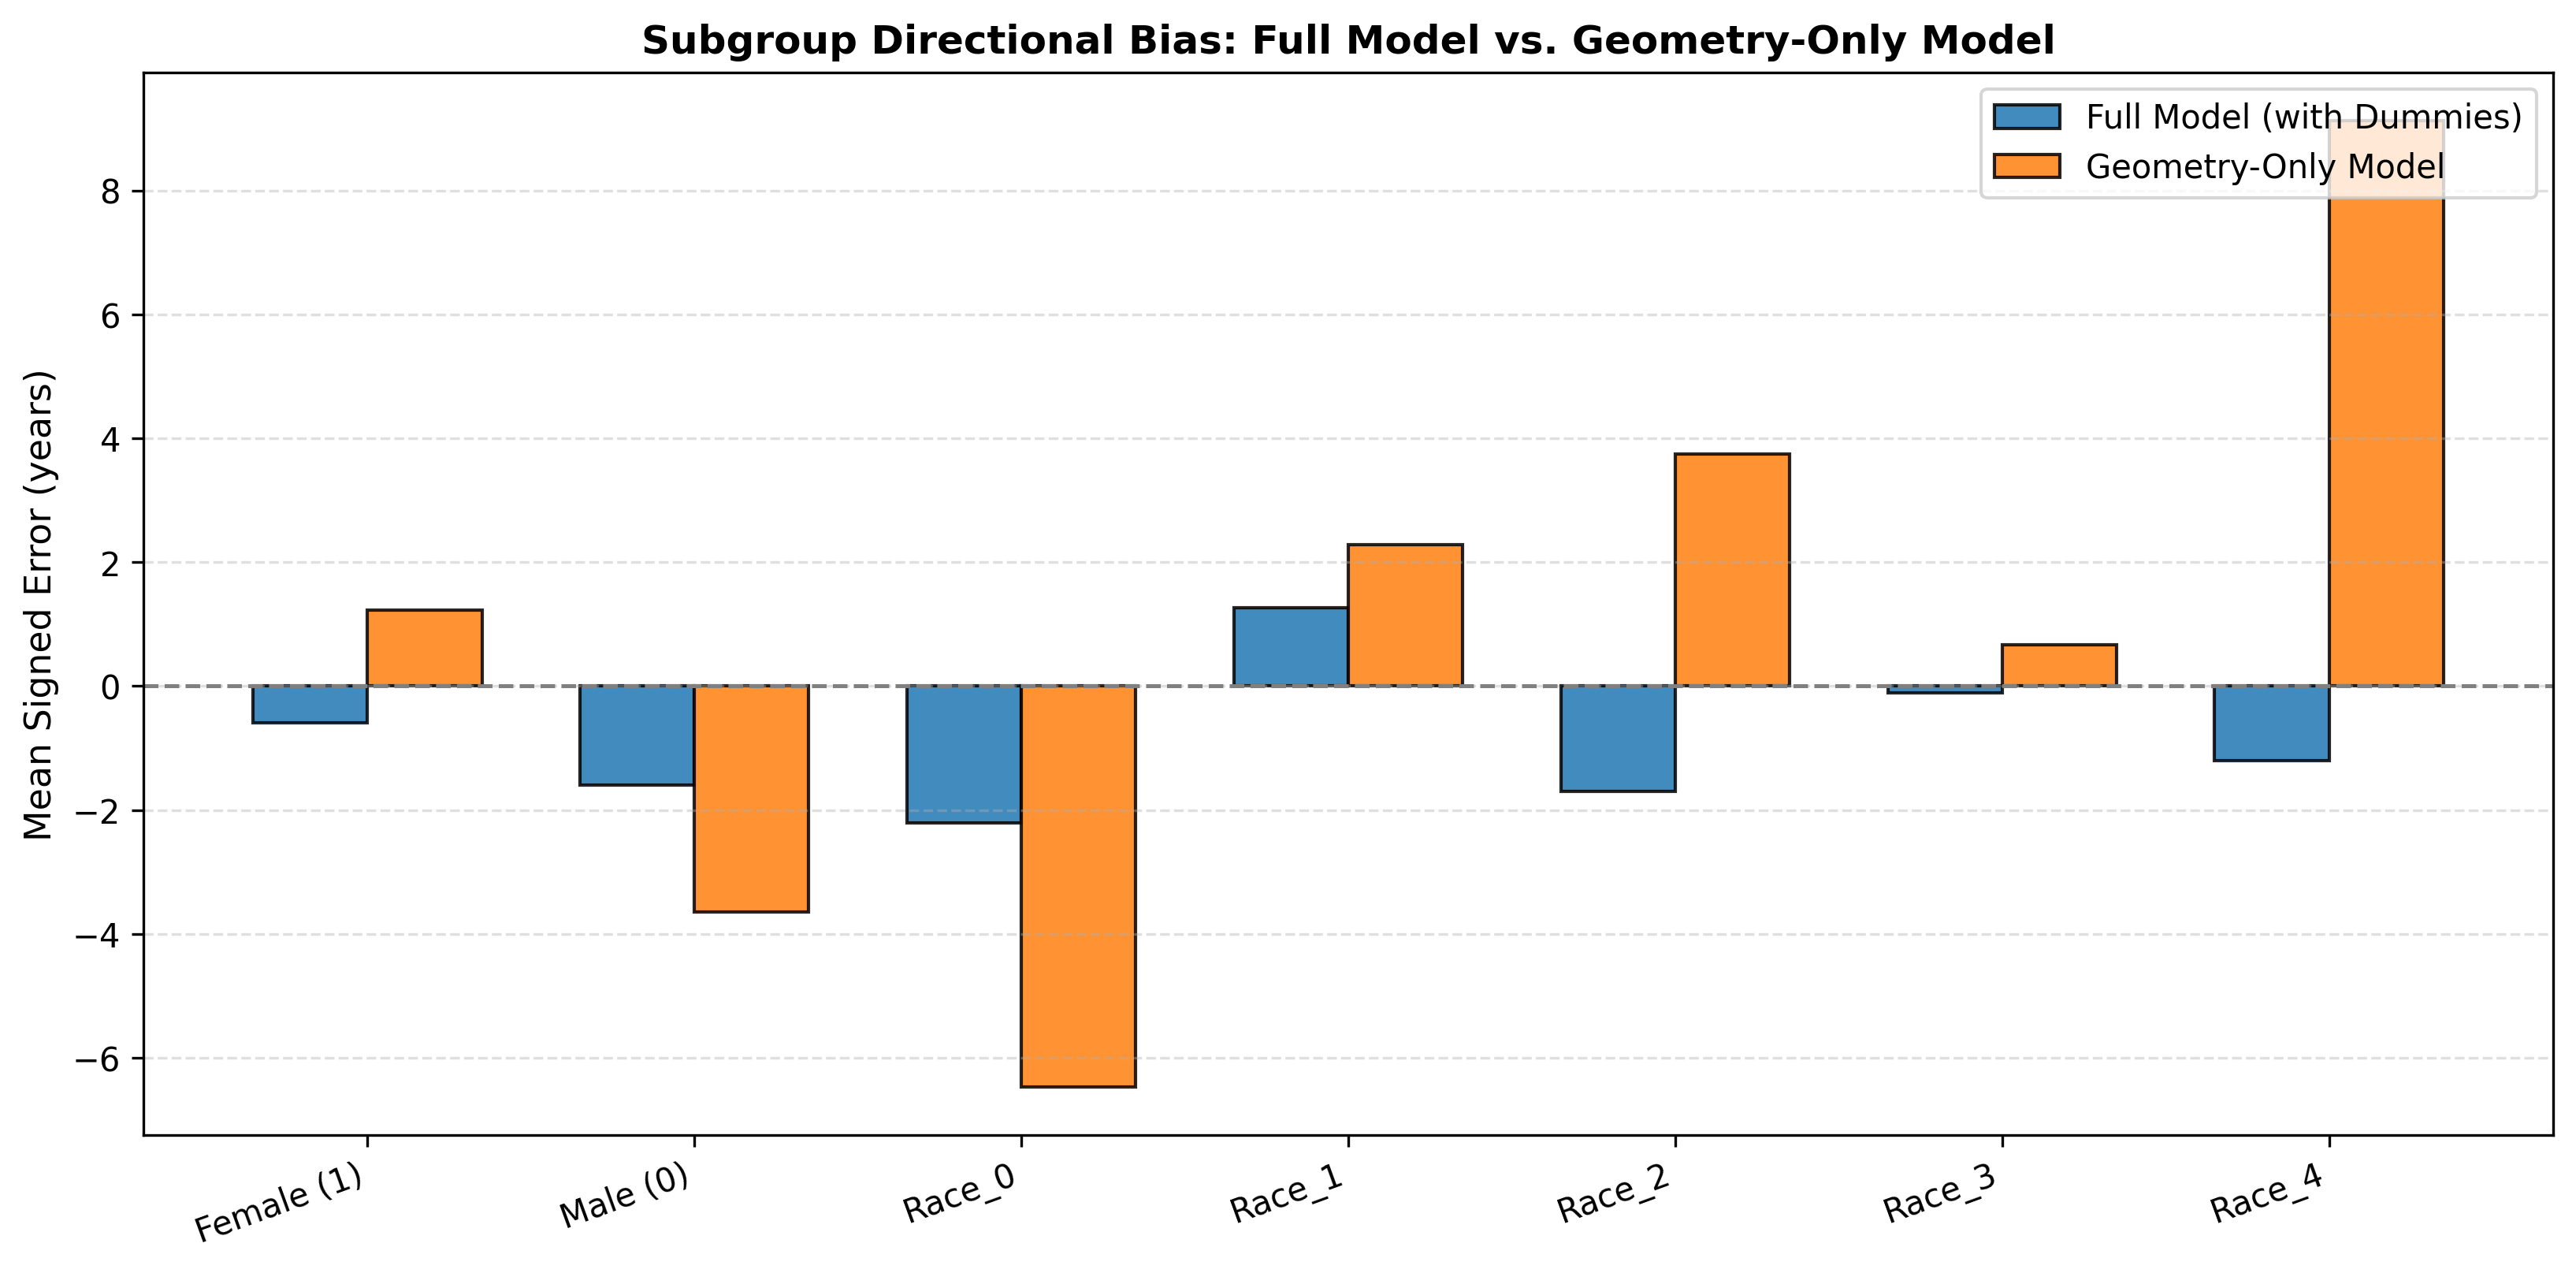 Subgroup Directional Bias: Full Model vs. Geometry-Only Model
Full Model (with Dummies)
Geometry-Only Model
Mean Signed Error (years)
8
6
4
2
0
−2
−4
−6
Female (1)
Male (0)
Race_0
Race_1
Race_2
Race_3
Race_4